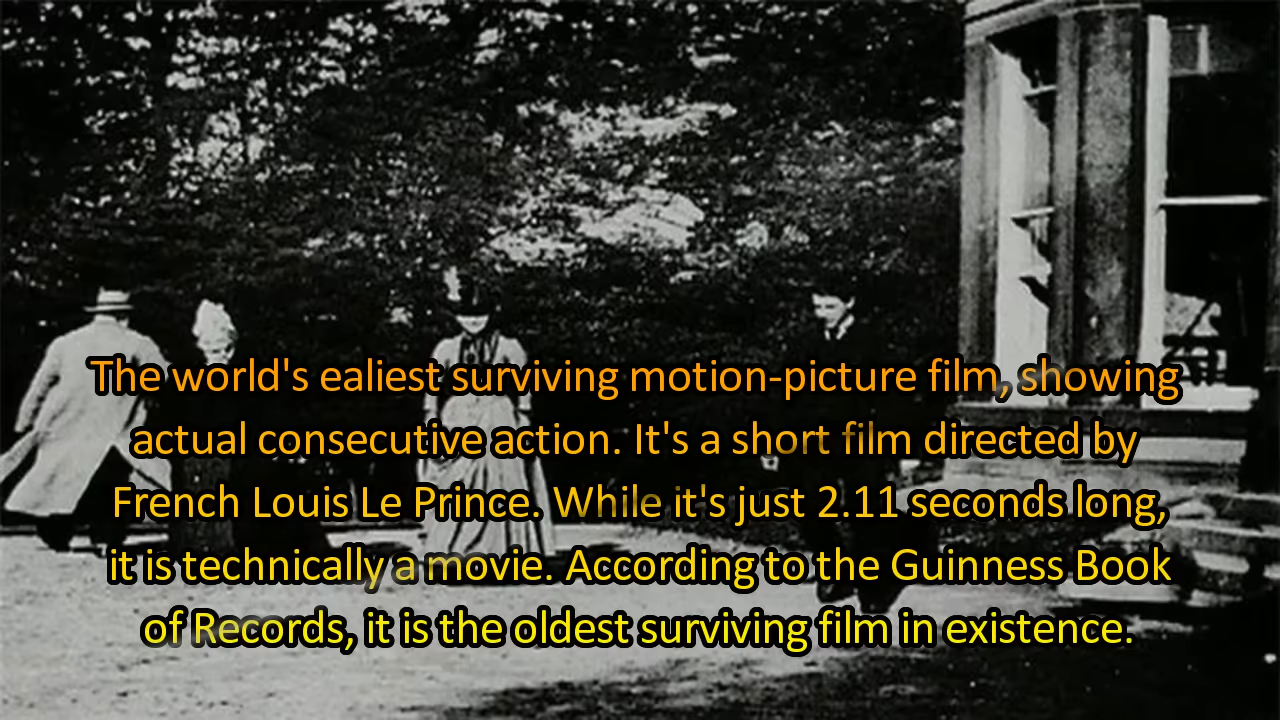 The world's ealiest surviving motion-picture film, showing
actual consecutive action. It's a short film directed by
French Louis Le Prince. While it's just 2.11 seconds long,
it is technically a movie. According to the Guinness Book
of Records, it is the oldest surviving film in existence.